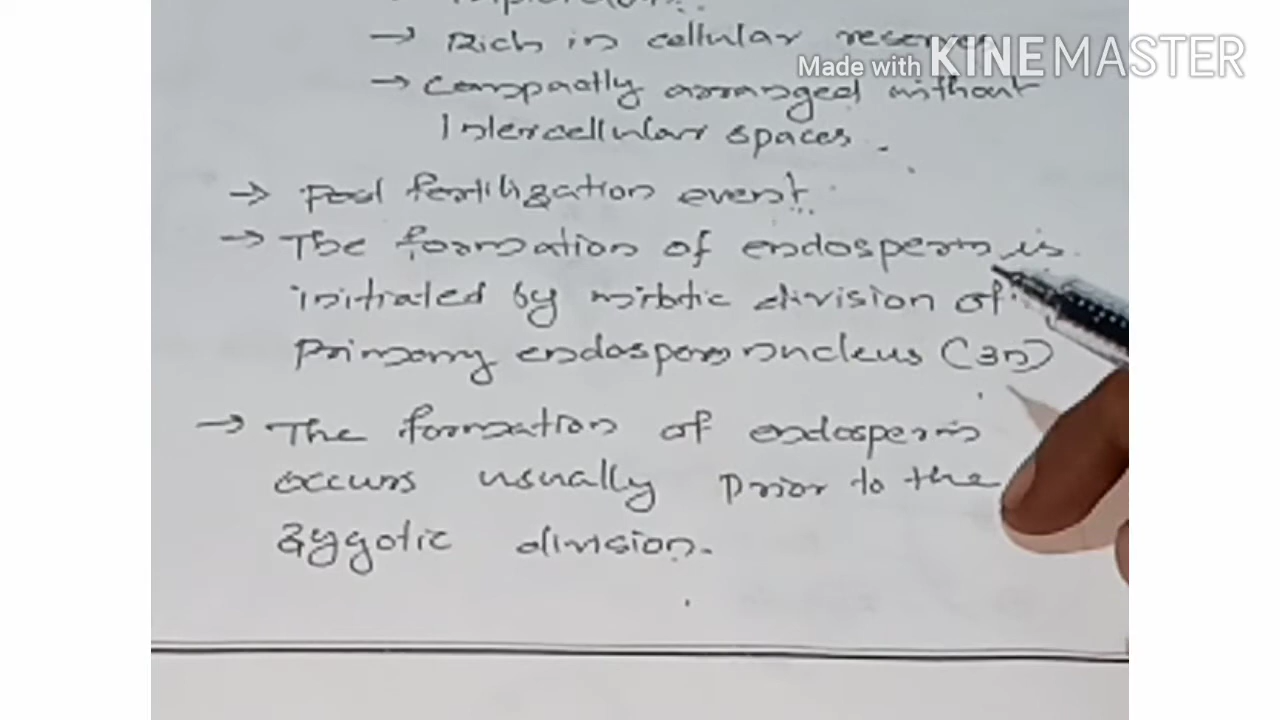 → Rich in cellular reserves
Made with KINEMASTER
→ Compactly arranged without
Intercellular spaces.
→ Post fertilization event.
→ The formation of endosperm is
initiated by mitotic division of
Primary endosperm nucleus (3n)
→ The formation of endosperm
occurs usually prior to the
zygotic division.